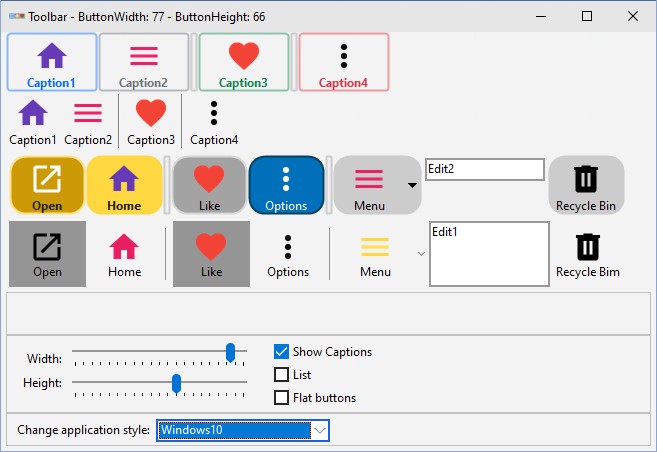 Toolbar - ButtonWidth: 77 - ButtonHeight: 66
Caption1 Caption2 Caption3 Caption4
Caption1 Caption2 Caption3 Caption4
Edit2
Open Home Like Options Menu Recycle Bin
Edit1
Open Home Like Options Menu Recycle Bim
Width:
Show Captions
List
Height:
Flat buttons
Change application style: Windows10